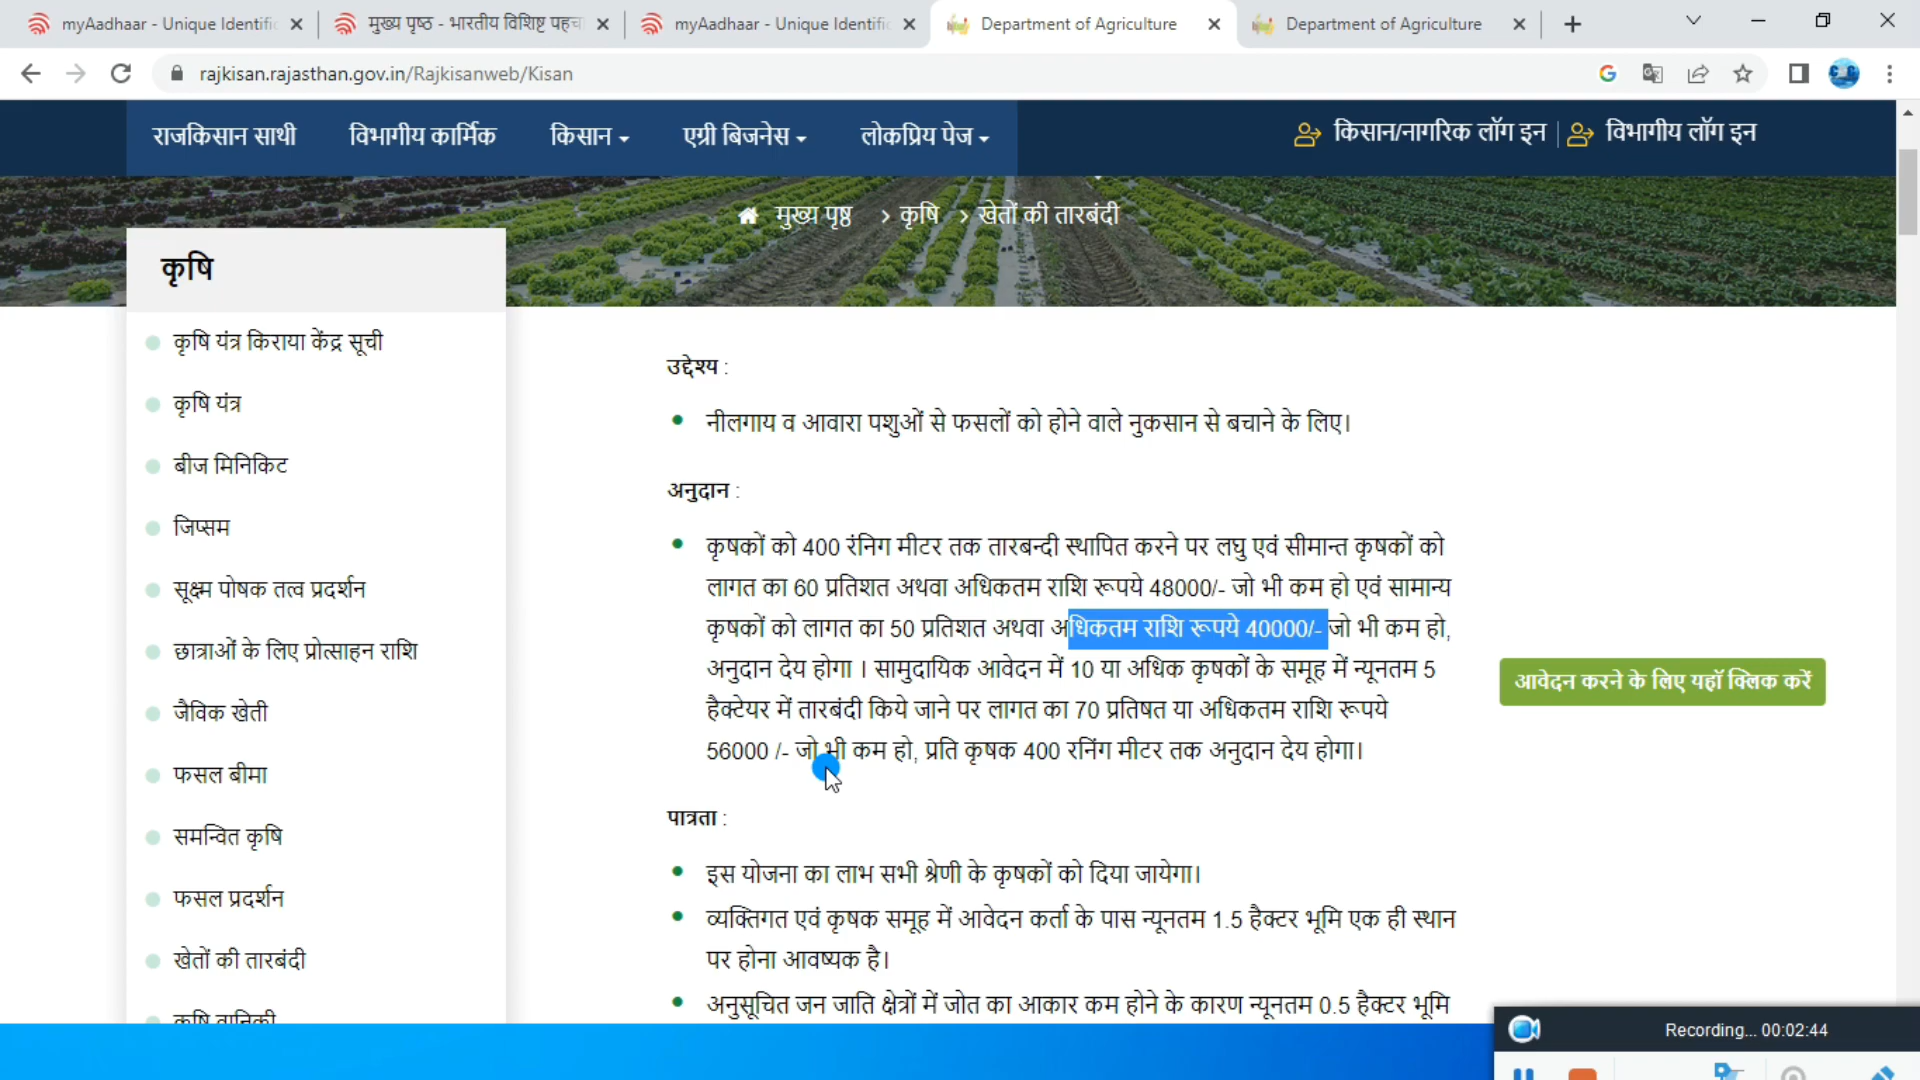 myAadhaar - Unique Identific
मुख्य पृष्ठ - भारतीय विशिष्ट पहचा
myAadhaar - Unique Identific
Department of Agriculture
Department of Agriculture
rajkisan.rajasthan.gov.in/Rajkisanweb/Kisan
राजकिसान साथी
विभागीय कार्मिक
किसान
एग्री बिजनेस
लोकप्रिय पेज
किसान/नागरिक लॉग इन
विभागीय लॉग इन
मुख्य पृष्ठ > कृषि > खेतों की तारबंदी
कृषि
कृषि यंत्र किराया केंद्र सूची
कृषि यंत्र
बीज मिनिकिट
जिप्सम
सूक्ष्म पोषक तत्व प्रदर्शन
छात्राओं के लिए प्रोत्साहन राशि
जैविक खेती
फसल बीमा
समन्वित कृषि
फसल प्रदर्शन
खेतों की तारबंदी
कृषि वानिकी
उद्देश्य :
नीलगाय व आवारा पशुओं से फसलों को होने वाले नुकसान से बचाने के लिए।
अनुदान :
कृषकों को 400 रंनिग मीटर तक तारबन्दी स्थापित करने पर लघु एवं सीमान्त कृषकों को
लागत का 60 प्रतिशत अथवा अधिकतम राशि रूपये 48000/- जो भी कम हो एवं सामान्य
कृषकों को लागत का 50 प्रतिशत अथवा अधिकतम राशि रूपये 40000/- जो भी कम हो,
अनुदान देय होगा । सामुदायिक आवेदन में 10 या अधिक कृषकों के समूह में न्यूनतम 5
हैक्टेयर में तारबंदी किये जाने पर लागत का 70 प्रतिषत या अधिकतम राशि रूपये
56000 /- जो भी कम हो, प्रति कृषक 400 रनिंग मीटर तक अनुदान देय होगा।
आवेदन करने के लिए यहाॅ क्लिक करें
पात्रता :
इस योजना का लाभ सभी श्रेणी के कृषकों को दिया जायेगा।
व्यक्तिगत एवं कृषक समूह में आवेदन कर्ता के पास न्यूनतम 1.5 हैक्टर भूमि एक ही स्थान
पर होना आवष्यक है।
अनुसूचित जन जाति क्षेत्रों में जोत का आकार कम होने के कारण न्यूनतम 0.5 हैक्टर भूमि
Recording... 00:02:44